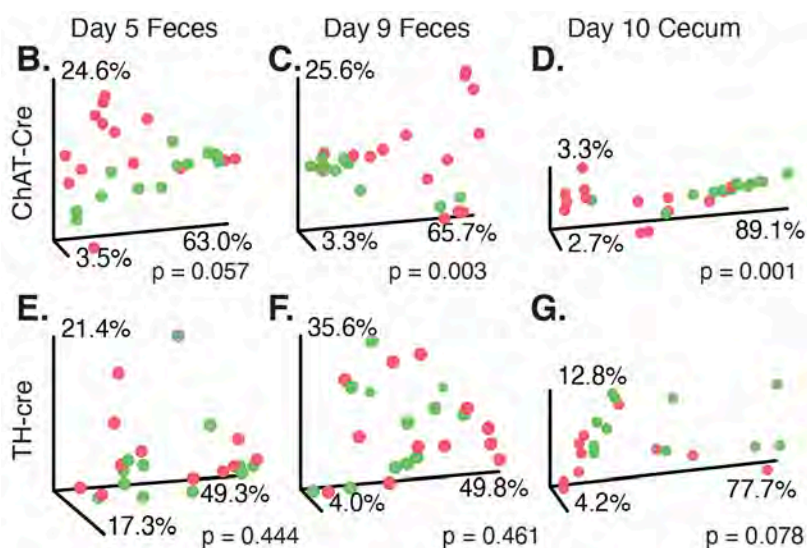 Day 5 Feces
Day 9 Feces
Day 10 Cecum
ChAT-Cre
B.
24.6%
3.5%
63.0%
p = 0.057
C.
25.6%
3.3%
65.7%
p = 0.003
D.
3.3%
2.7%
89.1%
p = 0.001
TH-cre
E.
21.4%
17.3%
49.3%
p = 0.444
F.
35.6%
4.0%
49.8%
p = 0.461
G.
12.8%
4.2%
77.7%
p = 0.078